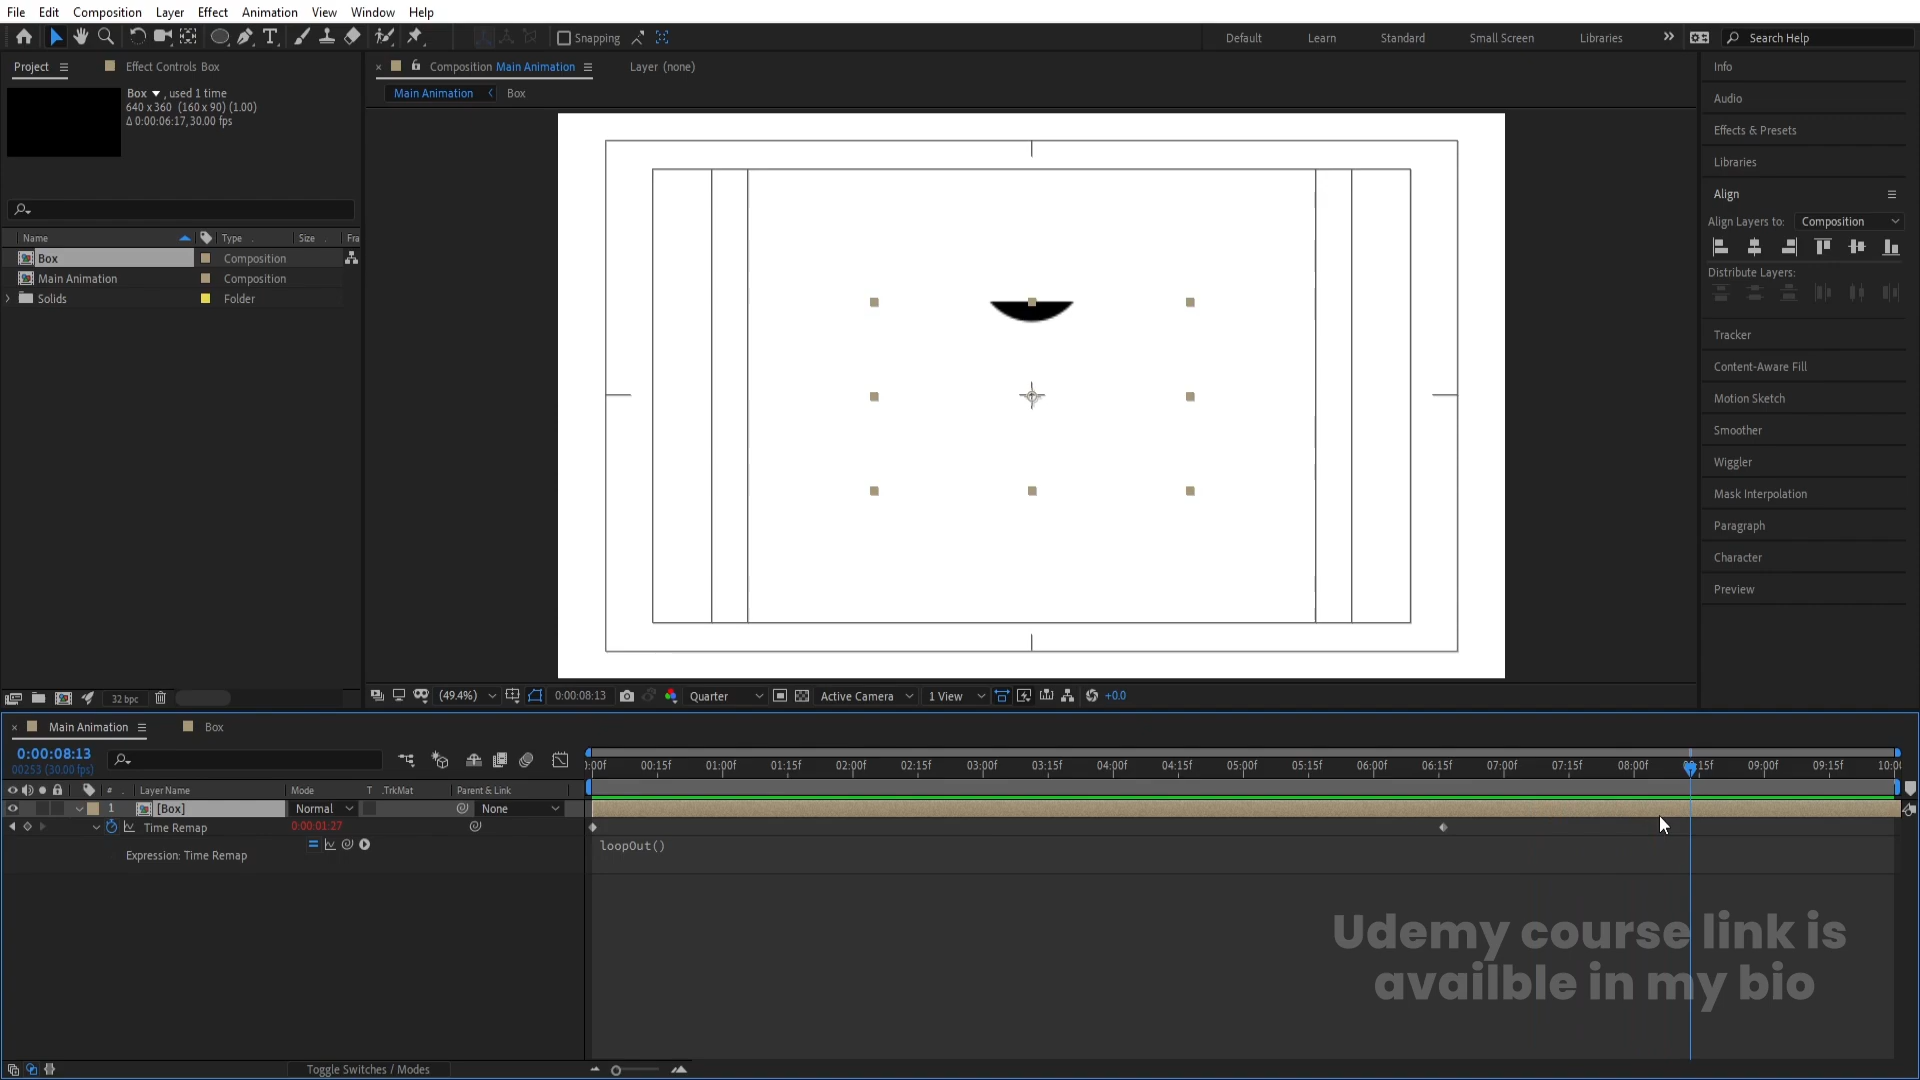 File Edit Composition Layer Effect Animation View Window Help
Snapping Default Learn Standard Small Screen Libraries Search Help
Project Effect Controls Box
Composition Main Animation Layer (none)
Main Animation Box
Box , used 1 time
640 x 360 (160 x 90) (1.00)
Δ 0:00:06:17, 30.00 fps
Name Type Size Fra
Box Composition
Main Animation Composition
Solids Folder
32 bpc
(49.4%) 0:00:08:13 Quarter Active Camera 1 View +0.0
Info
Audio
Effects & Presets
Libraries
Align
Align Layers to: Composition
Distribute Layers:
Tracker
Content-Aware Fill
Motion Sketch
Smoother
Wiggler
Mask Interpolation
Paragraph
Character
Preview
Main Animation Box
0:00:08:13
00253 (30.00 fps)
:00f 00:15f 01:00f 01:15f 02:00f 02:15f 03:00f 03:15f 04:00f 04:15f 05:00f 05:15f 06:00f 06:15f 07:00f 07:15f 08:00f 15f 09:00f 09:15f 10:0
# Layer Name Mode T .TrkMat Parent & Link
1 [Box] Normal None
Time Remap 0:00:01:27
Expression: Time Remap loopOut()
Udemy course link is
availble in my bio
Toggle Switches / Modes